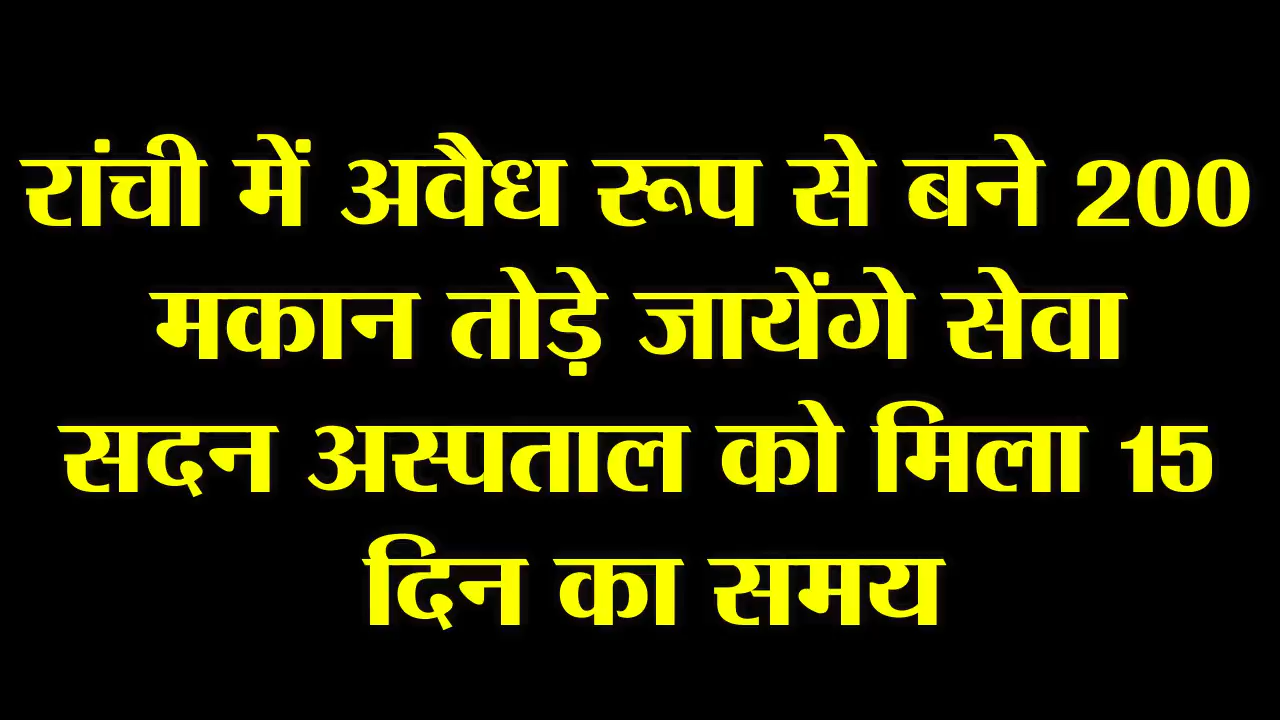 रांची में अवैध रूप से बने 200
मकान तोड़े जायेंगे सेवा
सदन अस्पताल को मिला 15
दिन का समय